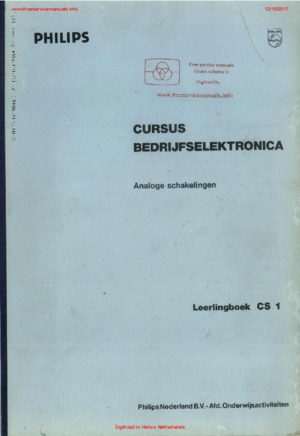 www.freeservicemanuals.info
12/15/2017
PHILIPS
Free service manuals
Gratis schema's
Digitized by
www.freeservicemanuals.info
CURSUS
BEDRIJFSELEKTRONICA
Analoge schakelingen
Leerlingboek CS 1
Philips Nederland B.V.-Afd. Onderwijsactiviteiten
Digitized in Heiloo Netherlands